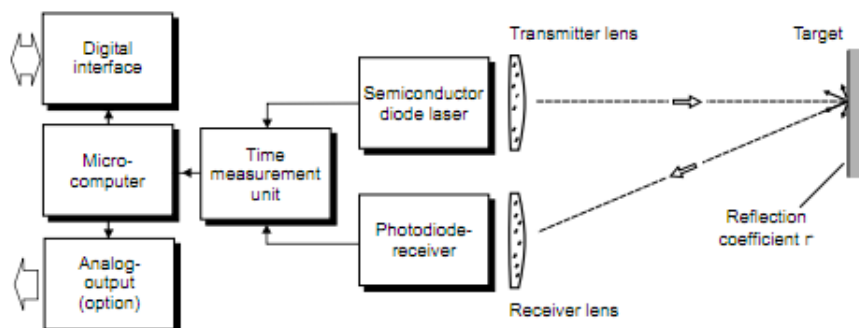 Digital
interface
Micro-
computer
Analog-
output
(option)
Time
measurement
unit
Semiconductor
diode laser
Photodiode-
receiver
Transmitter lens
Receiver lens
Target
Reflection
coefficient r